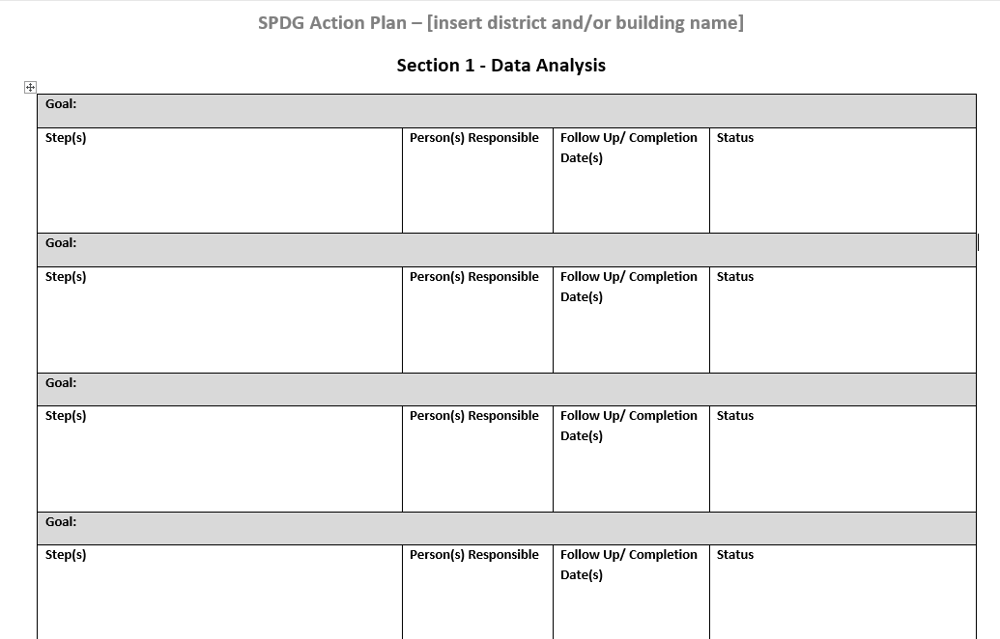 SPDG Action Plan – [insert district and/or building name]
Section 1 - Data Analysis
Goal:
Step(s)
Person(s) Responsible
Follow Up/ Completion
Date(s)
Status
Goal:
Step(s)
Person(s) Responsible
Follow Up/ Completion
Date(s)
Status
Goal:
Step(s)
Person(s) Responsible
Follow Up/ Completion
Date(s)
Status
Goal:
Step(s)
Person(s) Responsible
Follow Up/ Completion
Date(s)
Status